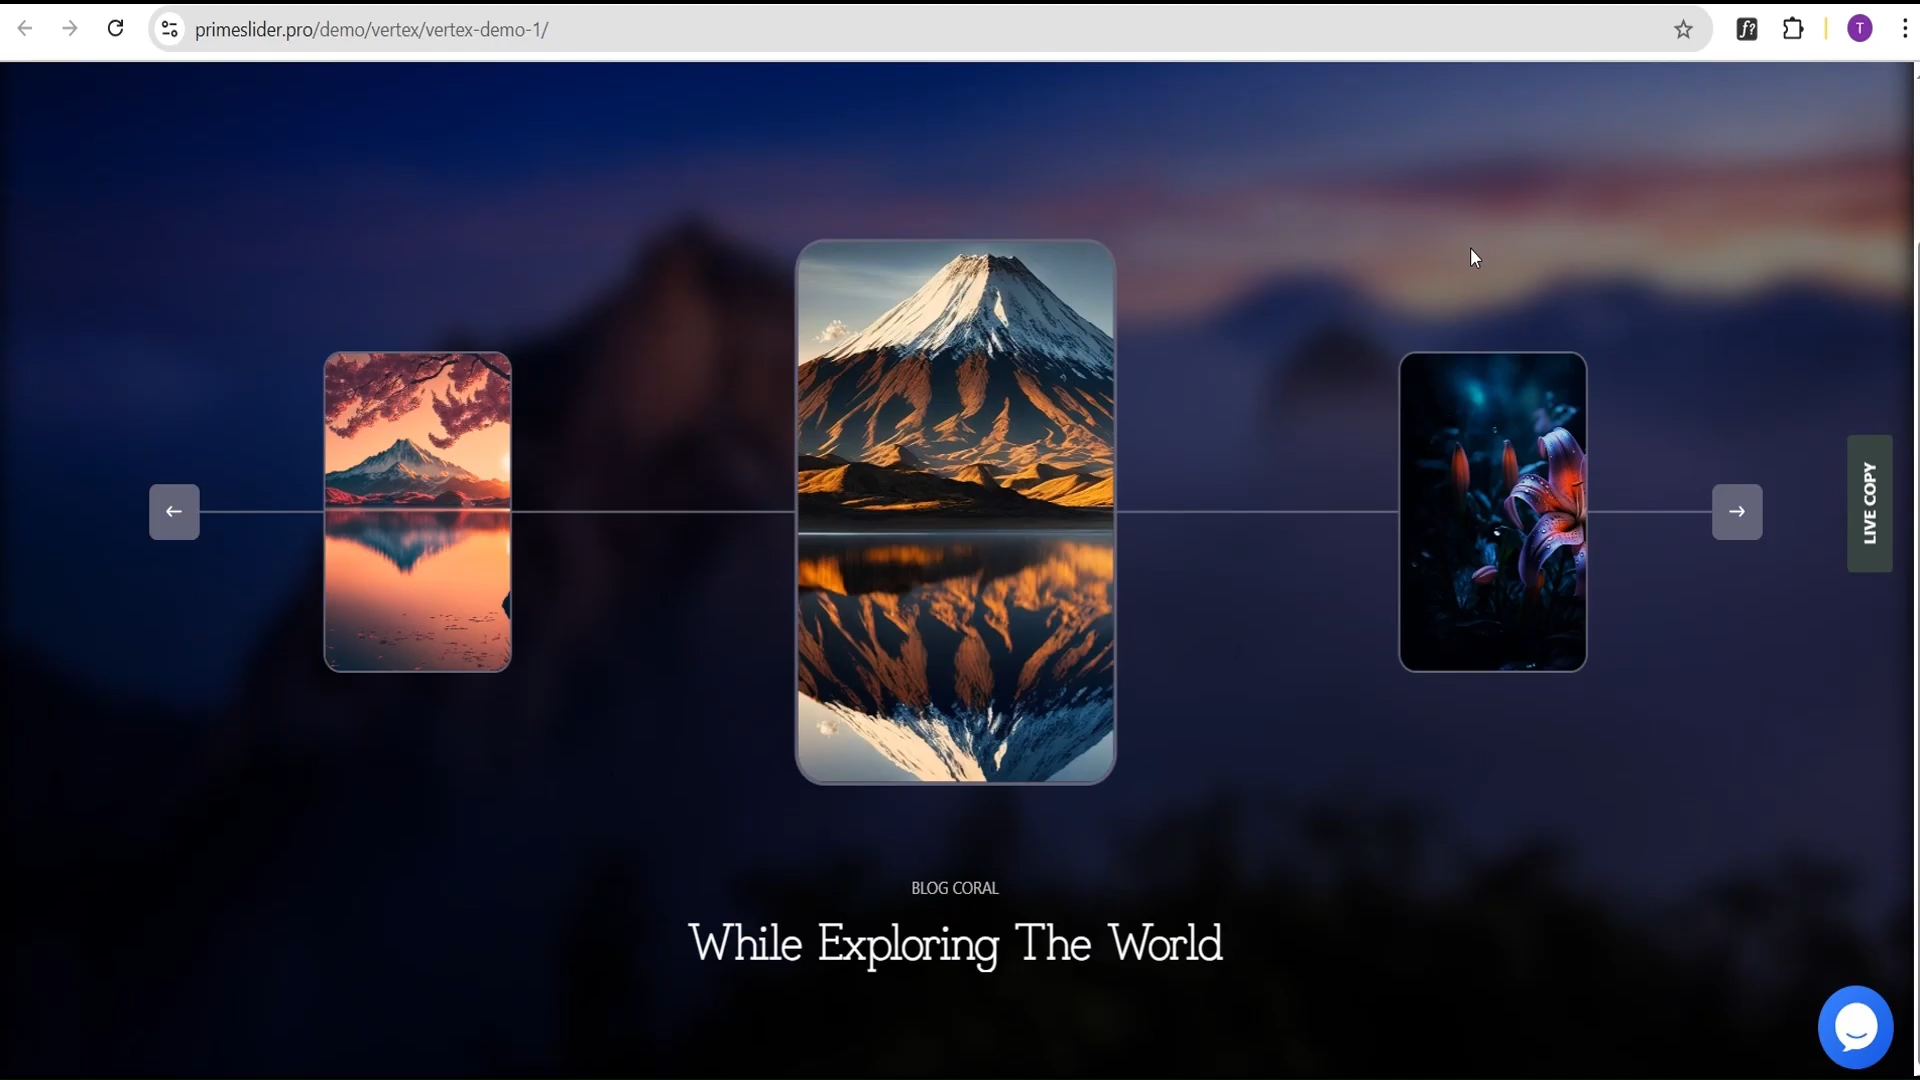 primeslider.pro/demo/vertex/vertex-demo-1/
f?
T
LIVE COPY
BLOG CORAL
While Exploring The World